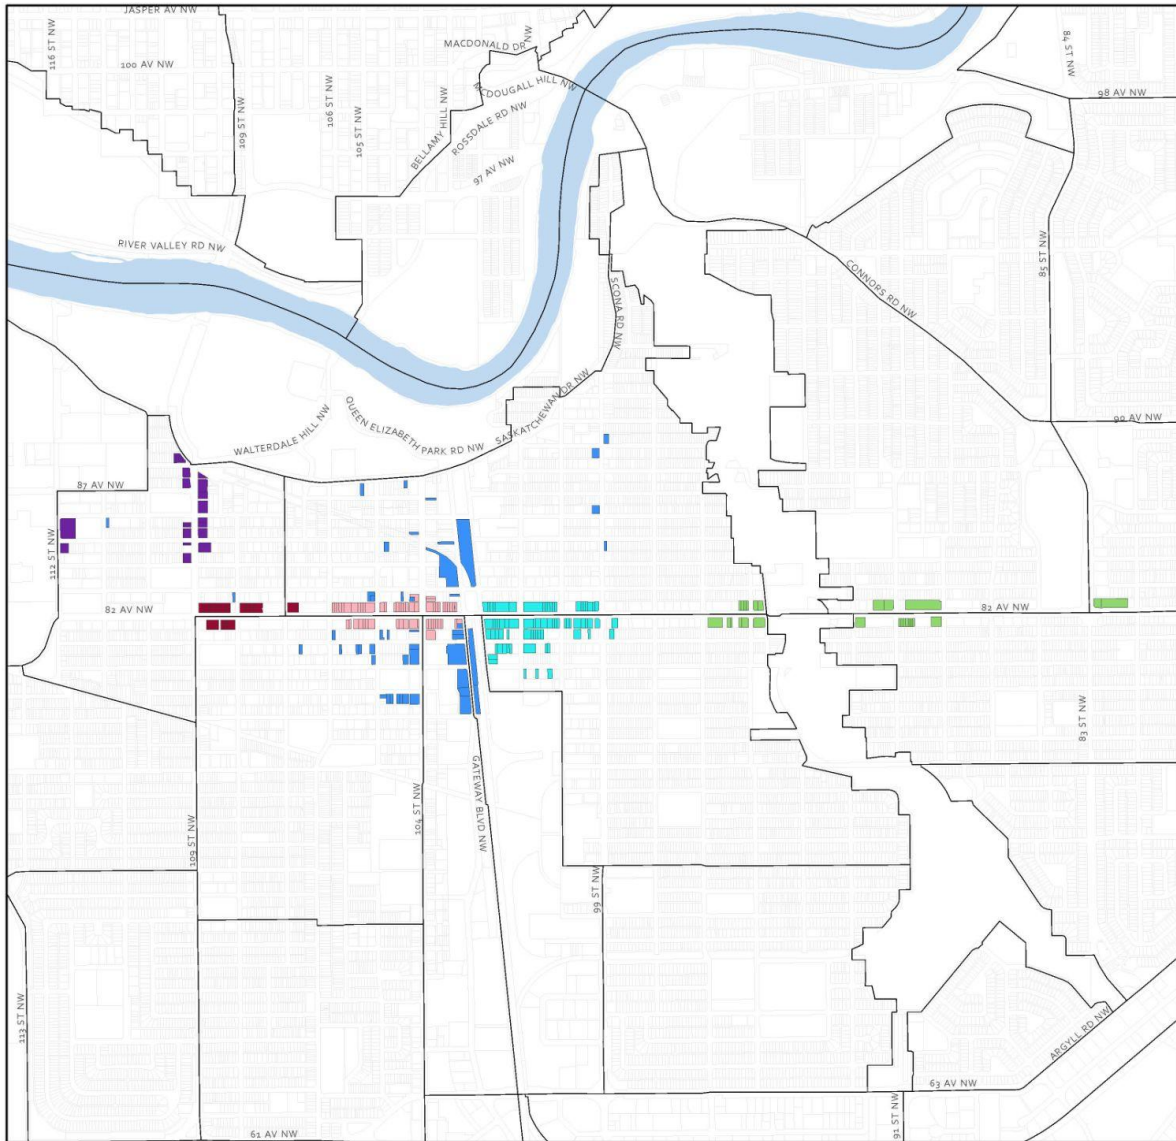 JASPER AV NW
116 ST NW
100 AV NW
109 ST NW
106 ST NW
105 ST NW
MACDONALD DR NW
MCDOUGALL HILL NW
BELLAMY HILL NW
ROSSDALE RD NW
97 AV NW
84 ST NW
98 AV NW
RIVER VALLEY RD NW
CONNORS RD NW
85 ST NW
SCONA RD NW
WALTERDALE HILL NW
QUEEN ELIZABETH PARK RD NW
SASKATCHEWAN DR NW
90 AV NW
87 AV NW
112 ST NW
82 AV NW
82 AV NW
83 ST NW
GATEWAY BLVD NW
104 ST NW
109 ST NW
99 ST NW
113 ST NW
ARGYLL RD NW
63 AV NW
91 ST NW
61 AV NW